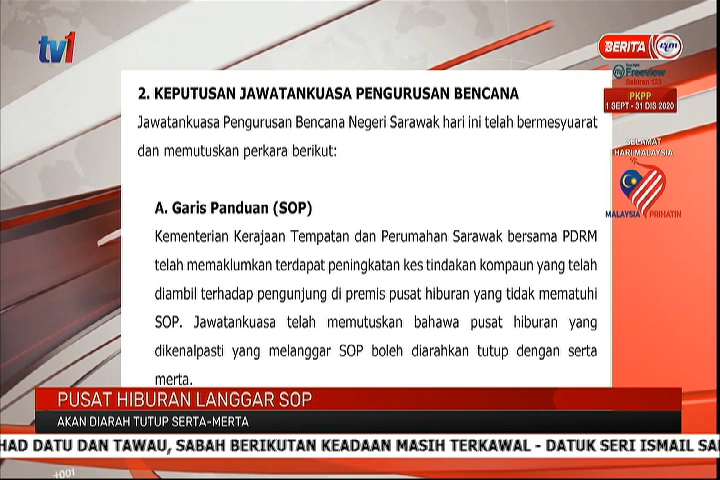 tv1
BERITA rtm
Freeview
Saluran 123
PKPP
1 SEPT - 31 DIS 2020
SELAMAT
HARI MALAYSIA
MALAYSIA PRIHATIN
2. KEPUTUSAN JAWATANKUASA PENGURUSAN BENCANA
Jawatankuasa Pengurusan Bencana Negeri Sarawak hari ini telah bermesyuarat
dan memutuskan perkara berikut:
A. Garis Panduan (SOP)
Kementerian Kerajaan Tempatan dan Perumahan Sarawak bersama PDRM
telah memaklumkan terdapat peningkatan kes tindakan kompaun yang telah
diambil terhadap pengunjung di premis pusat hiburan yang tidak mematuhi
SOP. Jawatankuasa telah memutuskan bahawa pusat hiburan yang
dikenalpasti yang melanggar SOP boleh diarahkan tutup dengan serta
merta.
PUSAT HIBURAN LANGGAR SOP
AKAN DIARAH TUTUP SERTA-MERTA
HAD DATU DAN TAWAU, SABAH BERIKUTAN KEADAAN MASIH TERKAWAL - DATUK SERI ISMAIL SA